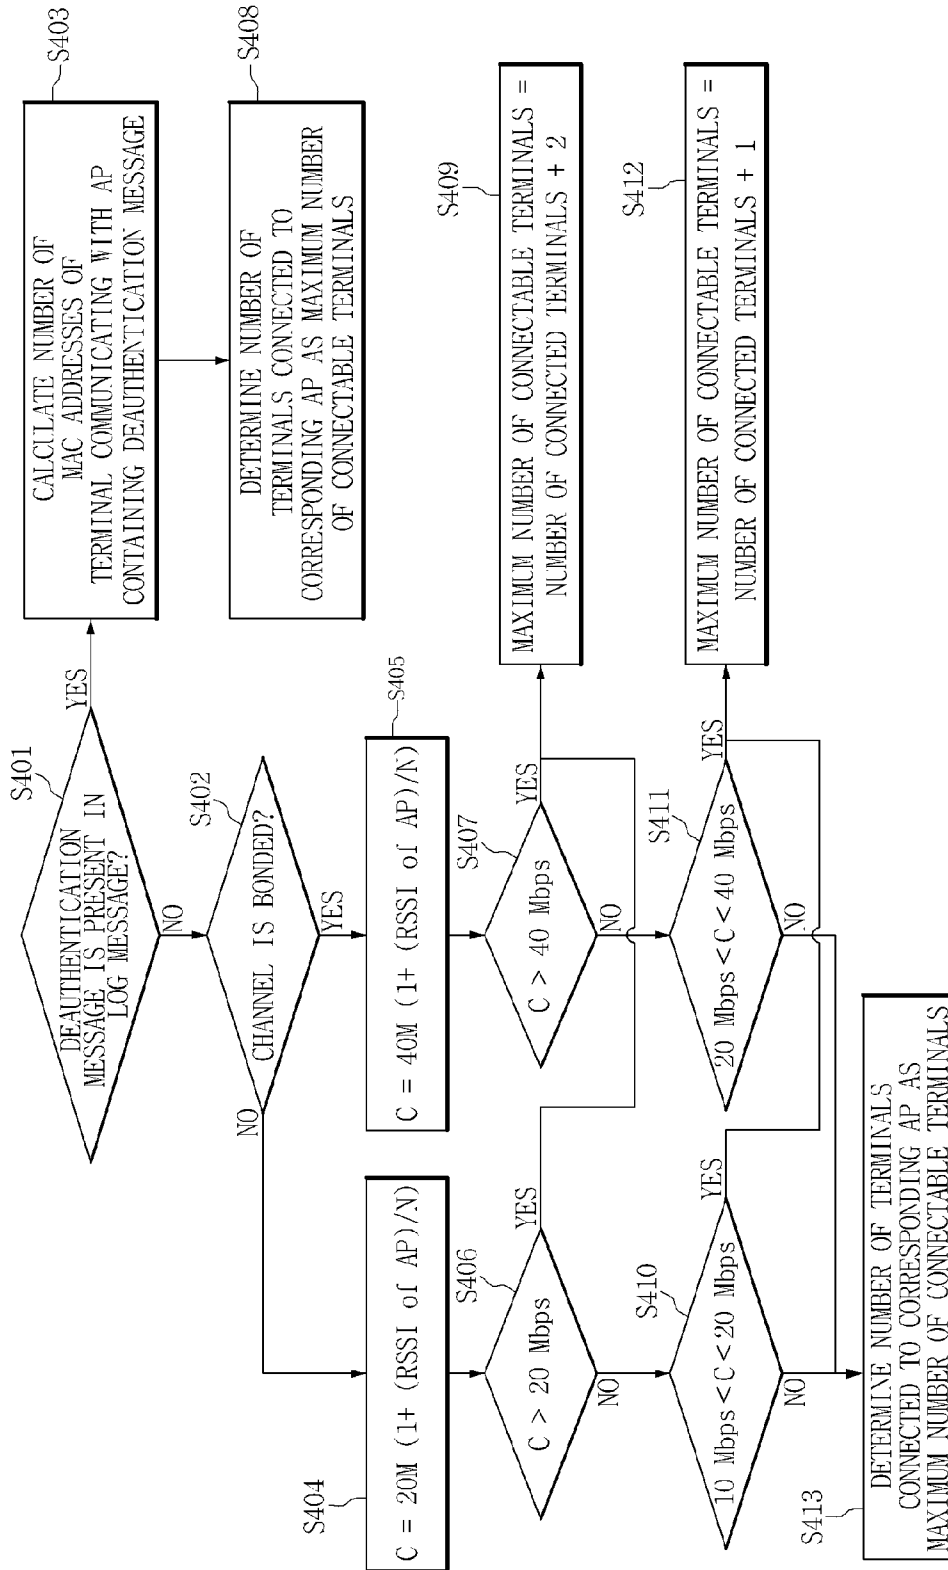 S401
DEAUTHENTICATION
MESSAGE IS PRESENT IN
LOG MESSAGE?
YES
NO
S403
CALCULATE NUMBER OF
MAC ADDRESSES OF
TERMINAL COMMUNICATING WITH AP
CONTAINING DEAUTHENTICATION MESSAGE
S402
CHANNEL IS BONDED?
NO
YES
S408
DETERMINE NUMBER OF
TERMINALS CONNECTED TO
CORRESPONDING AP AS MAXIMUM NUMBER
OF CONNECTABLE TERMINALS
S404
C = 20M (1+ (RSSI of AP)/N)
S405
C = 40M (1+ (RSSI of AP)/N)
S406
C > 20 Mbps
YES
NO
S407
C > 40 Mbps
YES
NO
S409
MAXIMUM NUMBER OF CONNECTABLE TERMINALS =
NUMBER OF CONNECTED TERMINALS + 2
S410
10 Mbps<C<20 Mbps
YES
NO
S411
20 Mbps<C<40 Mbps
YES
NO
S412
MAXIMUM NUMBER OF CONNECTABLE TERMINALS =
NUMBER OF CONNECTED TERMINALS + 1
S413
DETERMINE NUMBER OF TERMINALS
CONNECTED TO CORRESPONDING AP AS
MAXIMUM NUMBER OF CONNECTABLE TERMINALS